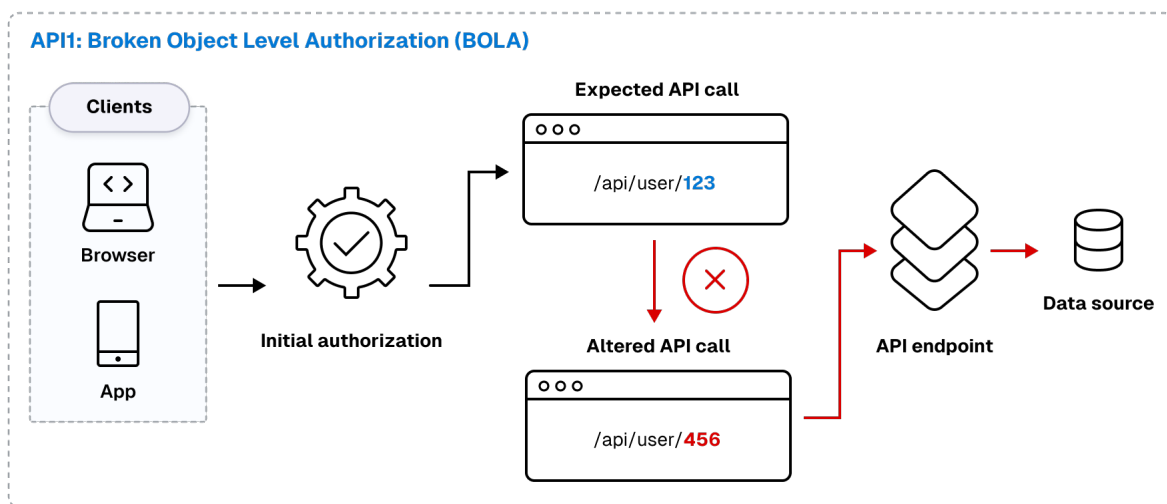 API1: Broken Object Level Authorization (BOLA)
Clients
Browser
App
Initial authorization
Expected API call
/api/user/123
Altered API call
/api/user/456
API endpoint
Data source